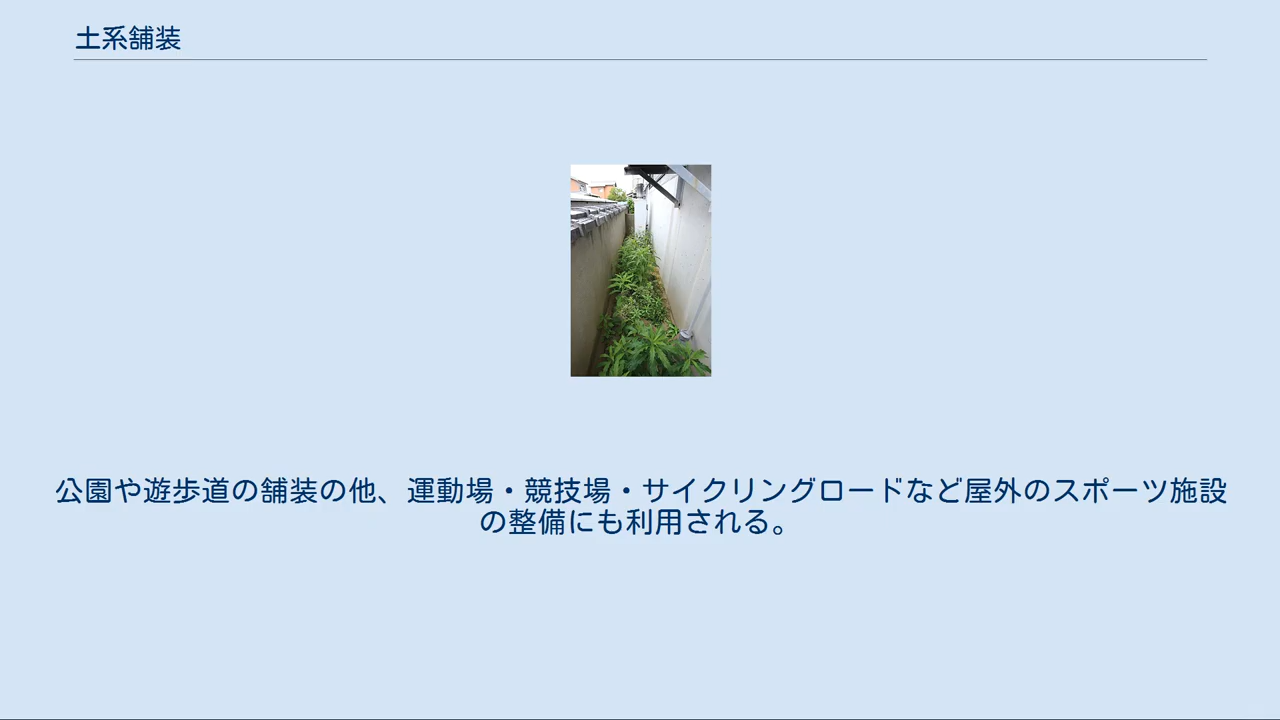 土系舗装
公園や遊歩道の舗装の他、運動場・競技場・サイクリングロードなど屋外のスポーツ施設
の整備にも利用される。